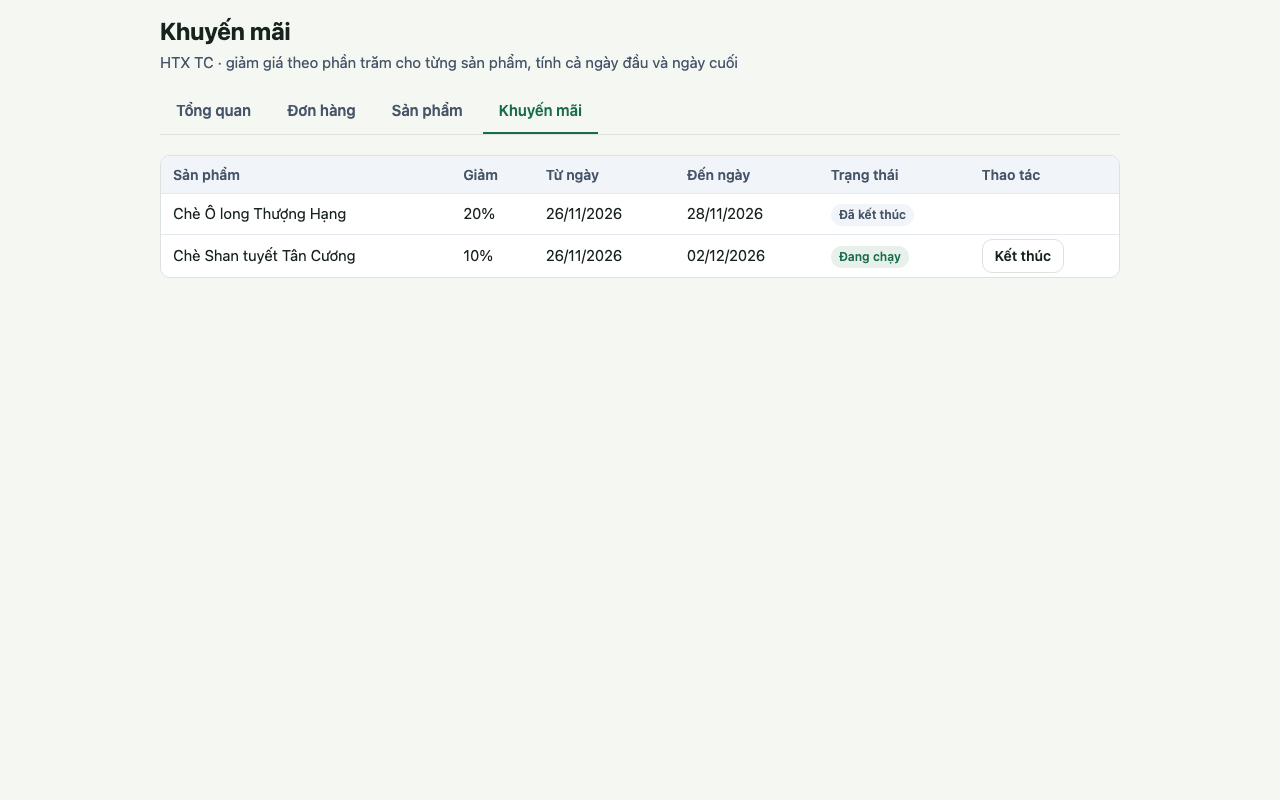 Khuyến mãi
HTX TC · giảm giá theo phần trăm cho từng sản phẩm, tính cả ngày đầu và ngày cuối
Tổng quan Đơn hàng Sản phẩm Khuyến mãi
Sản phẩm Giảm Từ ngày Đến ngày Trạng thái Thao tác
Chè Ô long Thượng Hạng 20% 26/11/2026 28/11/2026 Đã kết thúc
Chè Shan tuyết Tân Cương 10% 26/11/2026 02/12/2026 Đang chạy Kết thúc